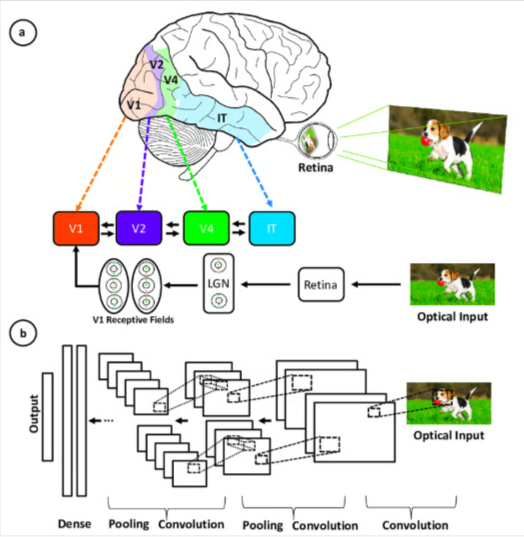 a
V2
V4
V1
IT
Retina
V1
V2
V4
IT
LGN
Retina
V1 Receptive Fields
Optical Input
b
Output
...
Optical Input
Dense
Pooling
Convolution
Pooling
Convolution
Convolution